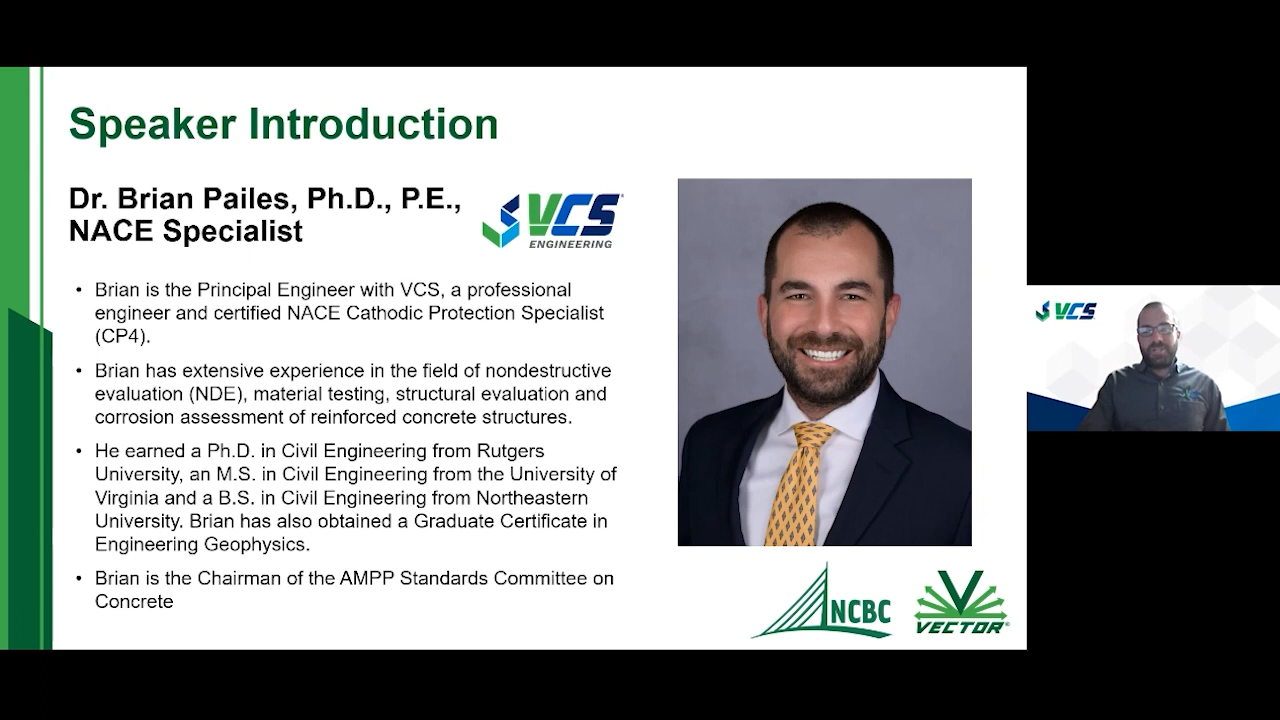 Speaker Introduction
Dr. Brian Pailes, Ph.D., P.E.,
NACE Specialist
VCS®
ENGINEERING
• Brian is the Principal Engineer with VCS, a professional
engineer and certified NACE Cathodic Protection Specialist
(CP4).
• Brian has extensive experience in the field of nondestructive
evaluation (NDE), material testing, structural evaluation and
corrosion assessment of reinforced concrete structures.
• He earned a Ph.D. in Civil Engineering from Rutgers
University, an M.S. in Civil Engineering from the University of
Virginia and a B.S. in Civil Engineering from Northeastern
University. Brian has also obtained a Graduate Certificate in
Engineering Geophysics.
• Brian is the Chairman of the AMPP Standards Committee on
Concrete
NCBC
VECTOR®
VCS